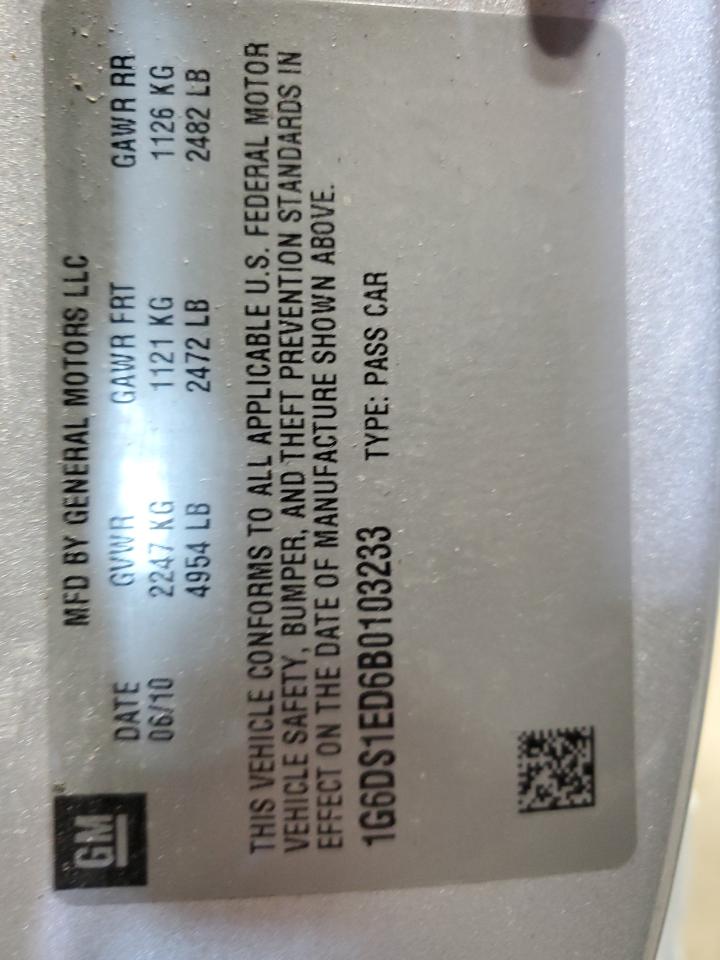 GM
MFD BY GENERAL MOTORS LLC
DATE GVWR GAWR FRT GAWR RR
06/10 2247 KG 1121 KG 1126 KG
4954 LB 2472 LB 2482 LB
THIS VEHICLE CONFORMS TO ALL APPLICABLE U.S. FEDERAL MOTOR
VEHICLE SAFETY, BUMPER, AND THEFT PREVENTION STANDARDS IN
EFFECT ON THE DATE OF MANUFACTURE SHOWN ABOVE.
1G6DS1ED6B0103233 TYPE: PASS CAR